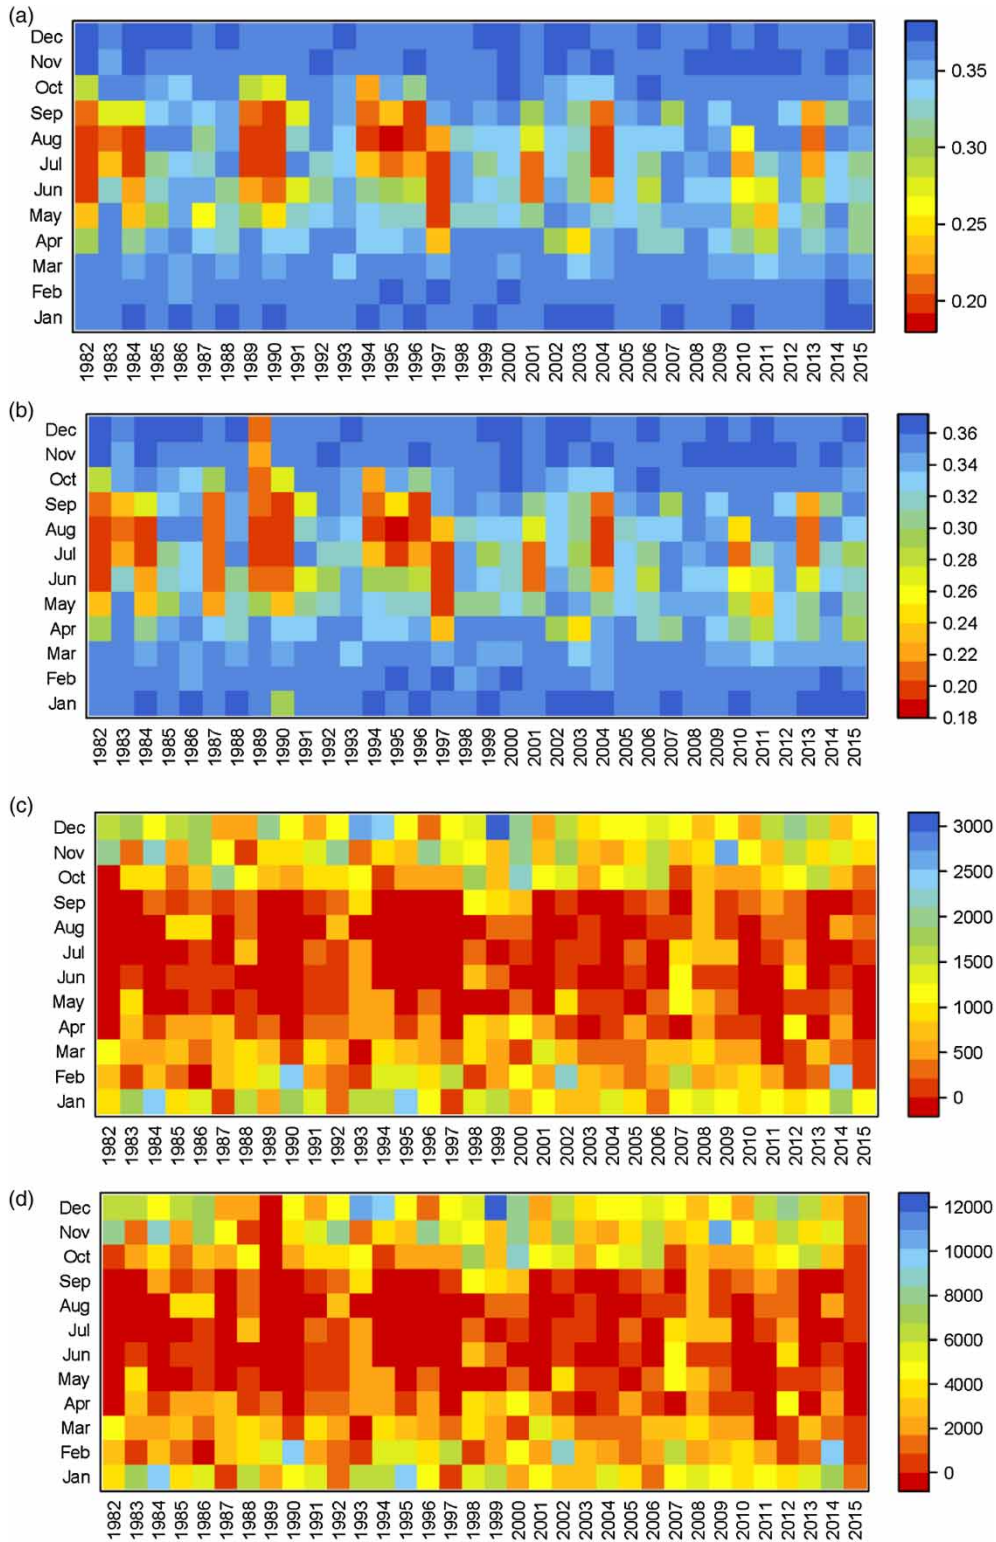 (a)
Dec
Nov
Oct
Sep
Aug
Jul
Jun
May
Apr
Mar
Feb
Jan
1982 1983 1984 1985 1986 1987 1988 1989 1990 1991 1992 1993 1994 1995 1996 1997 1998 1999 2000 2001 2002 2003 2004 2005 2006 2007 2008 2009 2010 2011 2012 2013 2014 2015
0.35
0.30
0.25
0.20
(b)
Dec
Nov
Oct
Sep
Aug
Jul
Jun
May
Apr
Mar
Feb
Jan
1982 1983 1984 1985 1986 1987 1988 1989 1990 1991 1992 1993 1994 1995 1996 1997 1998 1999 2000 2001 2002 2003 2004 2005 2006 2007 2008 2009 2010 2011 2012 2013 2014 2015
0.36
0.34
0.32
0.30
0.28
0.26
0.24
0.22
0.20
0.18
(c)
Dec
Nov
Oct
Sep
Aug
Jul
Jun
May
Apr
Mar
Feb
Jan
1982 1983 1984 1985 1986 1987 1988 1989 1990 1991 1992 1993 1994 1995 1996 1997 1998 1999 2000 2001 2002 2003 2004 2005 2006 2007 2008 2009 2010 2011 2012 2013 2014 2015
3000
2500
2000
1500
1000
500
0
(d)
Dec
Nov
Oct
Sep
Aug
Jul
Jun
May
Apr
Mar
Feb
Jan
1982 1983 1984 1985 1986 1987 1988 1989 1990 1991 1992 1993 1994 1995 1996 1997 1998 1999 2000 2001 2002 2003 2004 2005 2006 2007 2008 2009 2010 2011 2012 2013 2014 2015
12000
10000
8000
6000
4000
2000
0